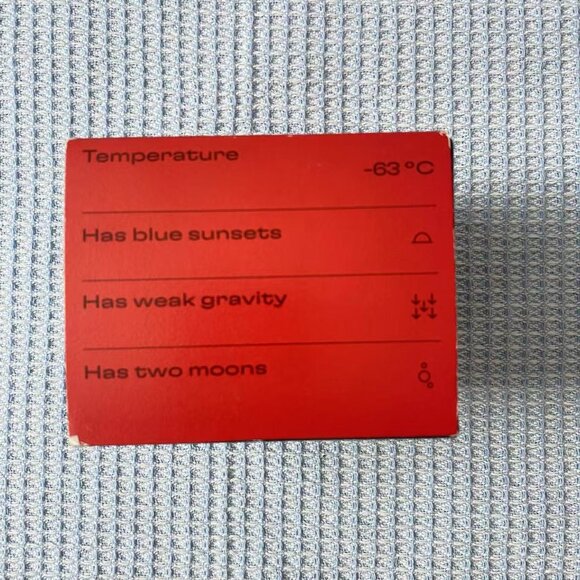 Temperature -63 °C
Has blue sunsets
Has weak gravity
Has two moons